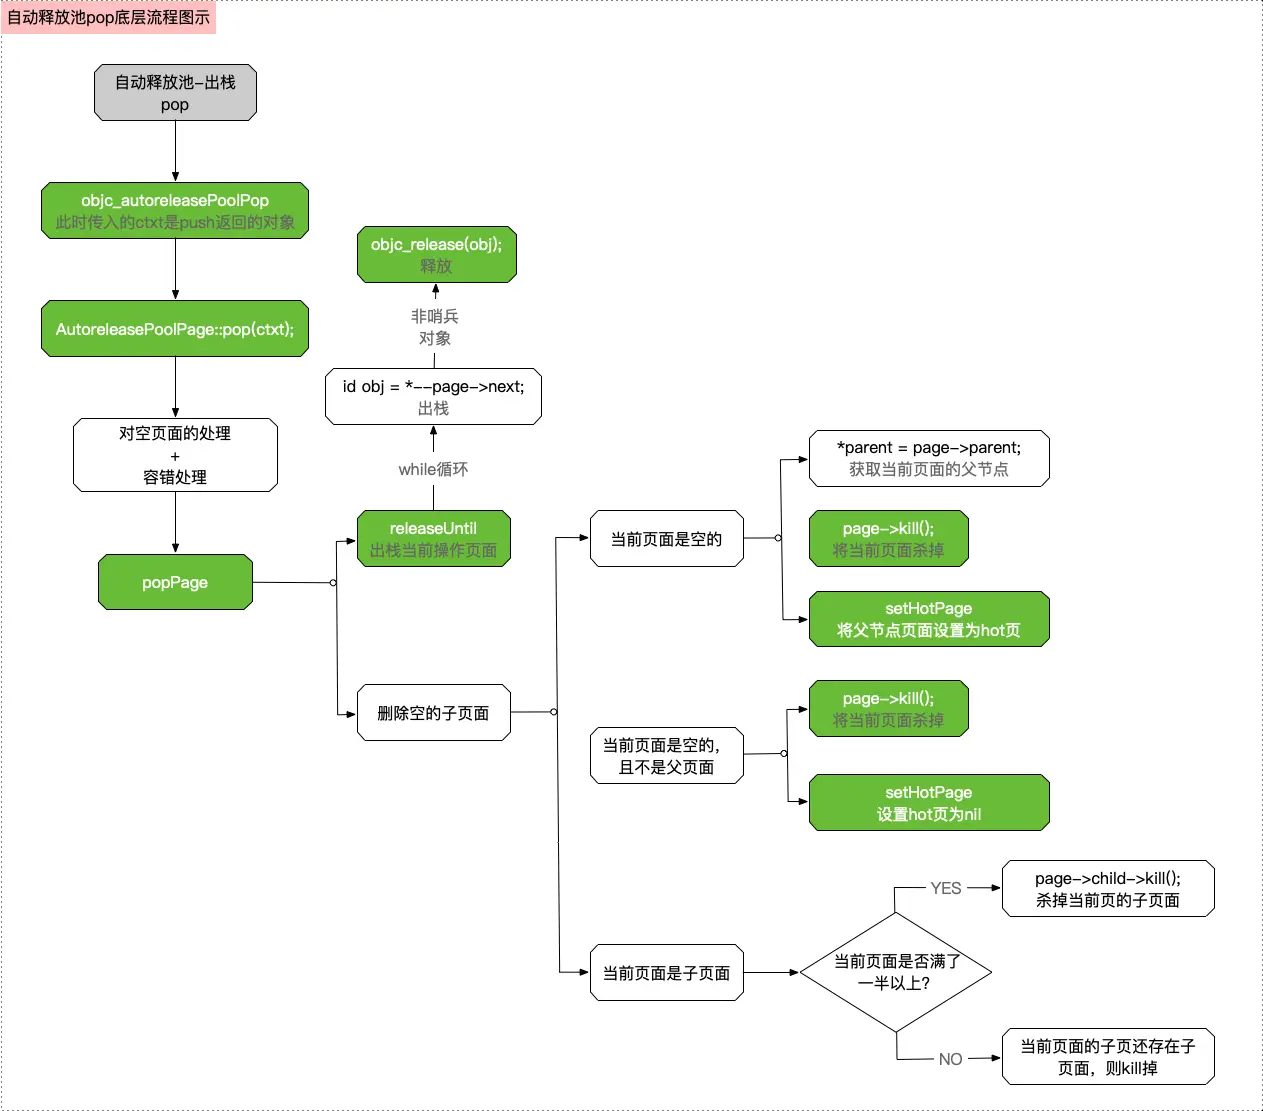 自动释放池pop底层流程图示
自动释放池-出栈
pop
objc_autoreleasePoolPop
此时传入的ctxt是push返回的对象
AutoreleasePoolPage::pop(ctxt);
对空页面的处理
+
容错处理
popPage
objc_release(obj);
释放
非哨兵
对象
id obj = *--page->next;
出栈
while循环
releaseUntil
出栈当前操作页面
删除空的子页面
当前页面是空的
*parent = page->parent;
获取当前页面的父节点
page->kill();
将当前页面杀掉
setHotPage
将父节点页面设置为hot页
当前页面是空的，
且不是父页面
page->kill();
将当前页面杀掉
setHotPage
设置hot页为nil
当前页面是子页面
当前页面是否满了
一半以上?
YES
page->child->kill();
杀掉当前页的子页面
NO
当前页面的子页还存在子
页面，则kill掉